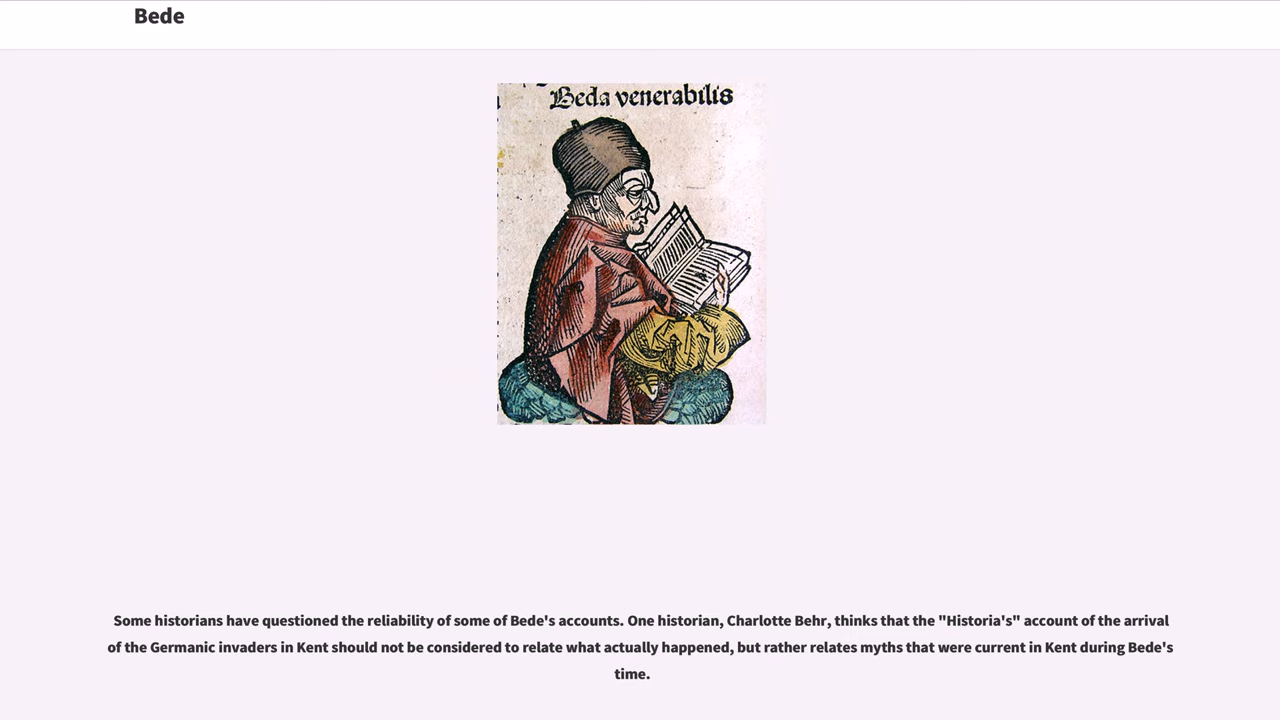 Bede
Beda venerabilis
Some historians have questioned the reliability of some of Bede's accounts. One historian, Charlotte Behr, thinks that the "Historia's" account of the arrival
of the Germanic invaders in Kent should not be considered to relate what actually happened, but rather relates myths that were current in Kent during Bede's
time.